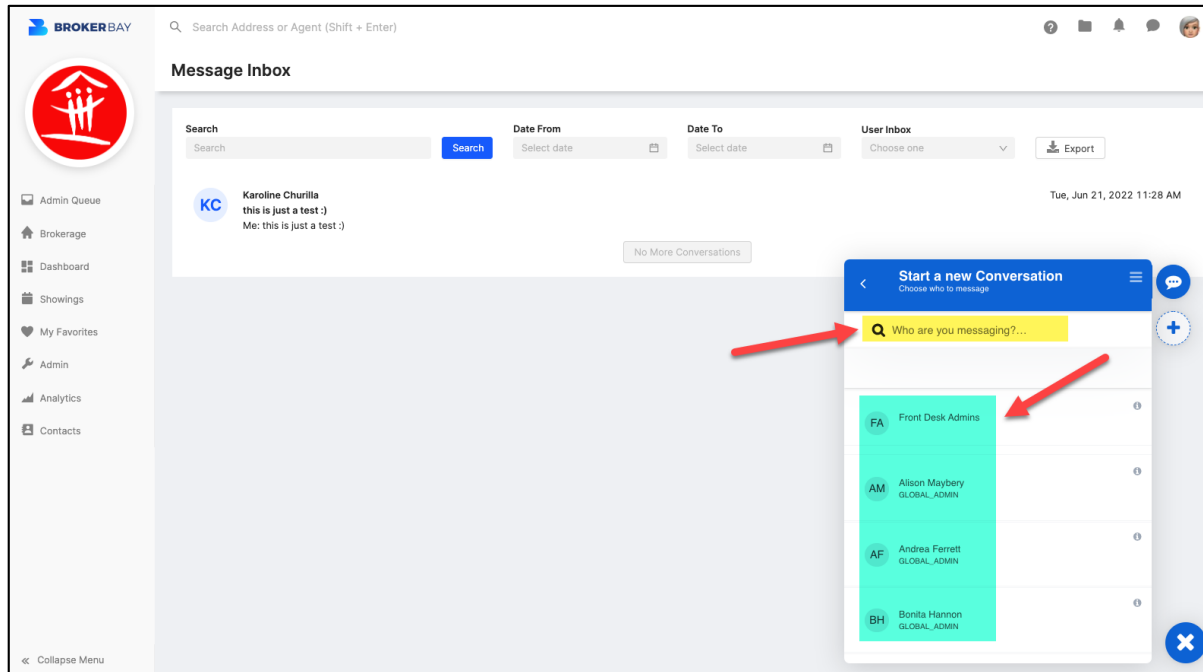 BROKERBAY
Search Address or Agent (Shift + Enter)
Message Inbox
Search Date From Date To User Inbox
Search Search Select date Select date Choose one Export
KC Karoline Churilla Tue, Jun 21, 2022 11:28 AM
this is just a test :)
Me: this is just a test :)
No More Conversations
Admin Queue
Brokerage
Dashboard
Showings
My Favorites
Admin
Analytics
Contacts
Collapse Menu
Start a new Conversation
Choose who to message
Who are you messaging?...
FA Front Desk Admins
AM Alison Maybery
GLOBAL_ADMIN
AF Andrea Ferrett
GLOBAL_ADMIN
BH Bonita Hannon
GLOBAL_ADMIN